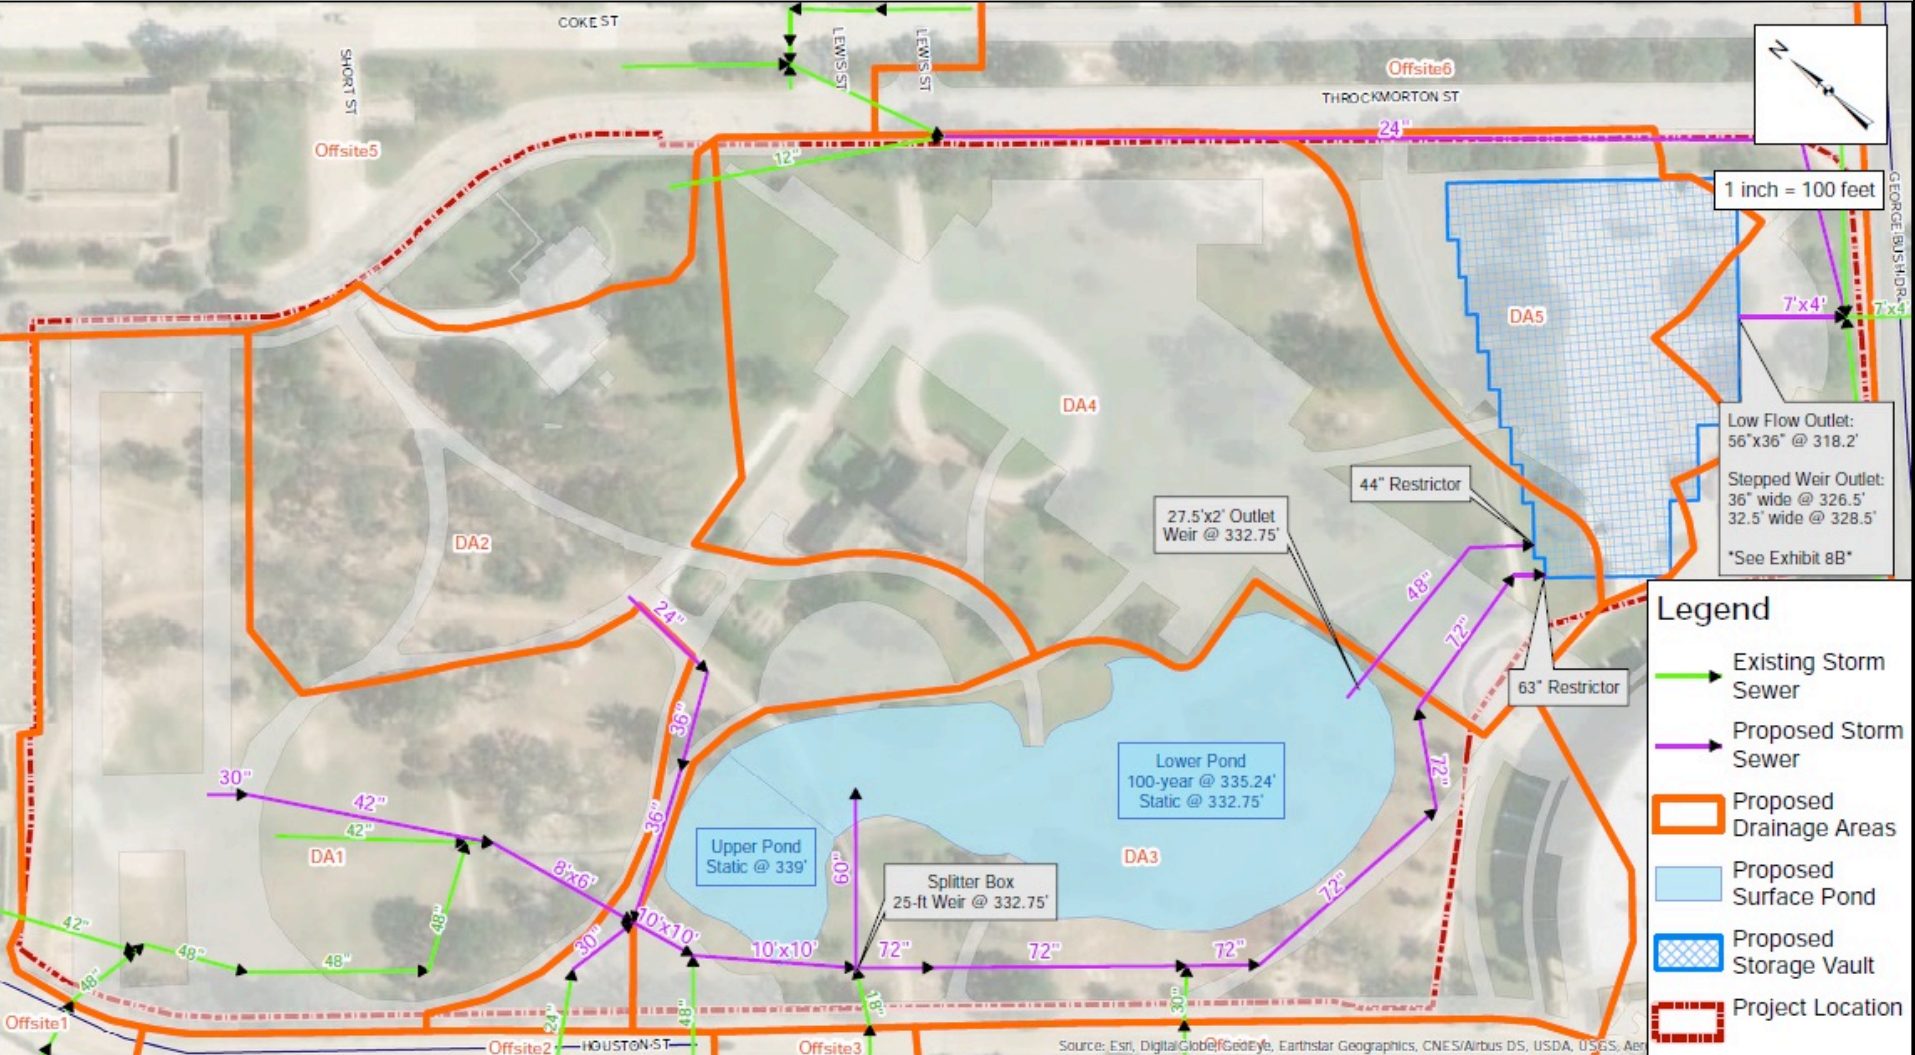 COKE ST
LEWIS ST
LEWIS ST
SHORT ST
Offsite6
THROCKMORTON ST
N
Offsite5
24"
12"
1 inch = 100 feet
GEORGE BUSH DR
DA5
7'x4'
7'x4'
DA4
Low Flow Outlet:
56"x36" @ 318.2'
Stepped Weir Outlet:
36" wide @ 326.5'
32.5' wide @ 328.5'
*See Exhibit 8B*
44" Restrictor
27.5'x2' Outlet
Weir @ 332.75'
DA2
48"
72"
24"
63" Restrictor
36"
72"
30"
42"
42"
36"
DA1
8'x6'
Upper Pond
Static @ 339'
60"
Lower Pond
100-year @ 335.24'
Static @ 332.75'
DA3
Splitter Box
25-ft Weir @ 332.75'
72"
42"
48"
48"
48"
48"
30"
10'x10'
10'x10'
72"
72"
72"
24"
48"
18"
30"
Offsite1
Offsite2
HOUSTON ST
Offsite3
Source: Esri, DigitalGlobe, GeoEye, Earthstar Geographics, CNES/Airbus DS, USDA, USGS,
Legend
Existing Storm
Sewer
Proposed Storm
Sewer
Proposed
Drainage Areas
Proposed
Surface Pond
Proposed
Storage Vault
Project Location